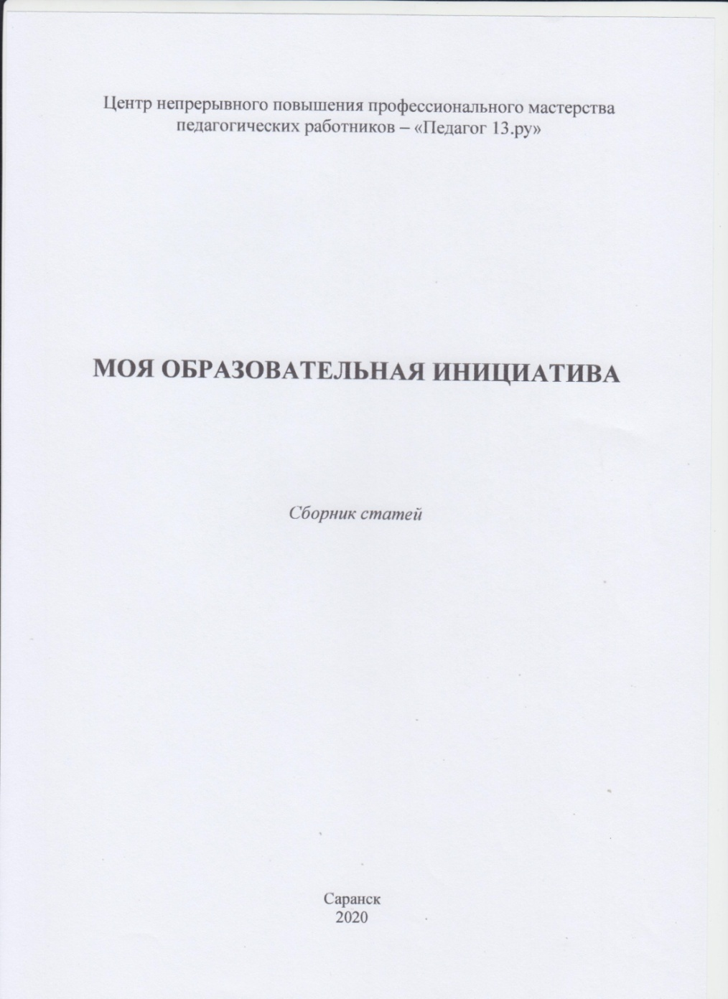 Центр непрерывного повышения профессионального мастерства
педагогических работников – «Педагог 13.ру»
МОЯ ОБРАЗОВАТЕЛЬНАЯ ИНИЦИАТИВА
Сборник статей
Саранск
2020